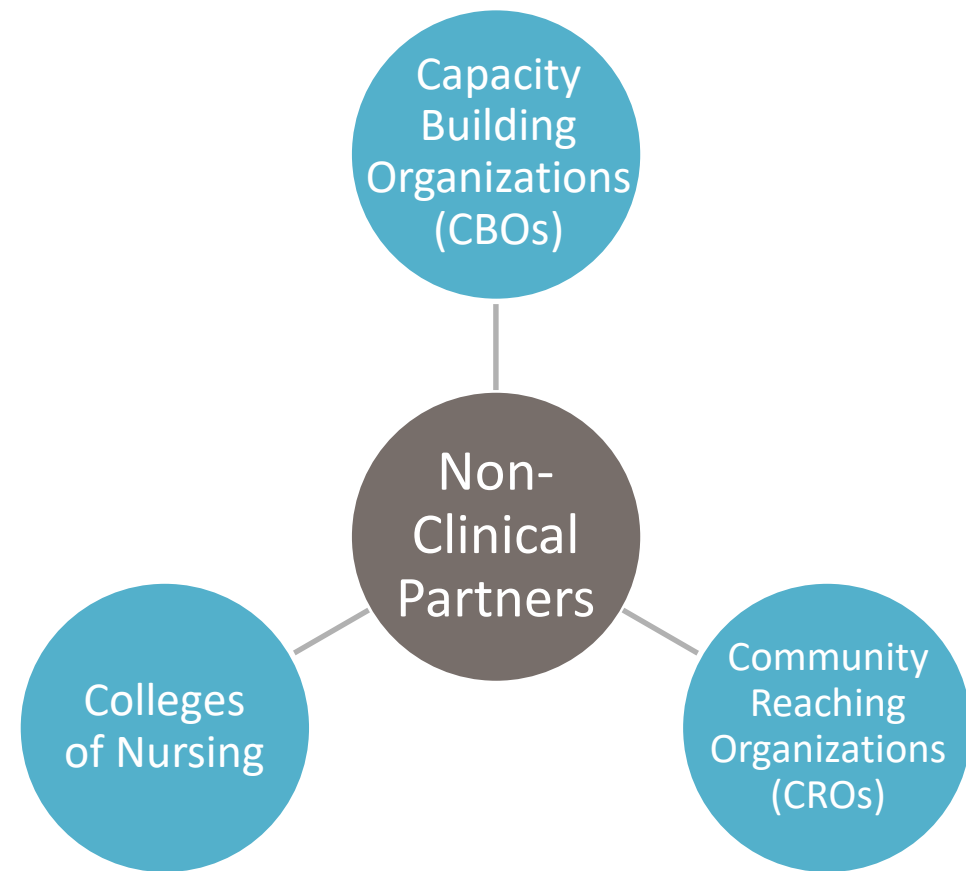 Capacity
Building
Organizations
(CBOs)
Non-
Clinical
Partners
Colleges
of Nursing
Community
Reaching
Organizations
(CROs)